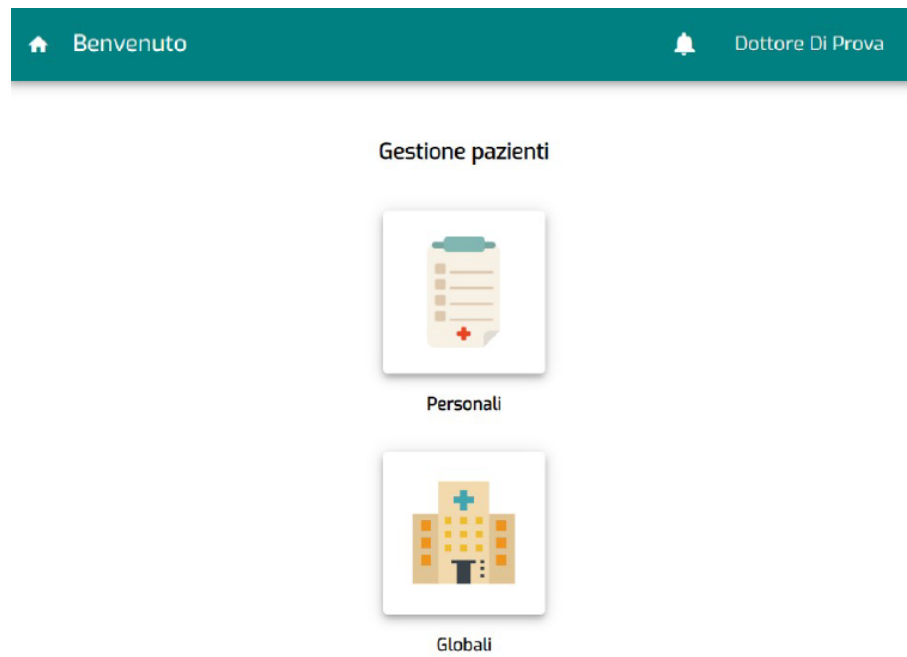 Benvenuto
Dottore Di Prova
Gestione pazienti
Personali
Globali